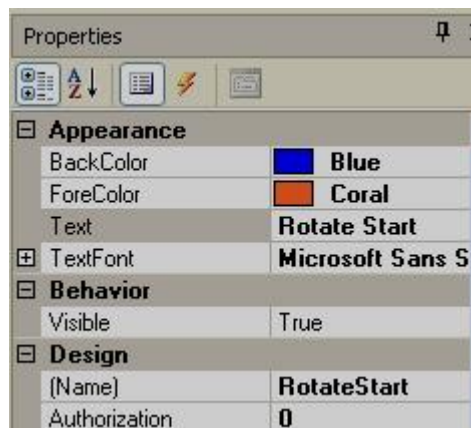 Properties
Appearance
BackColor Blue
ForeColor Coral
Text Rotate Start
TextFont Microsoft Sans S
Behavior
Visible True
Design
(Name) RotateStart
Authorization 0